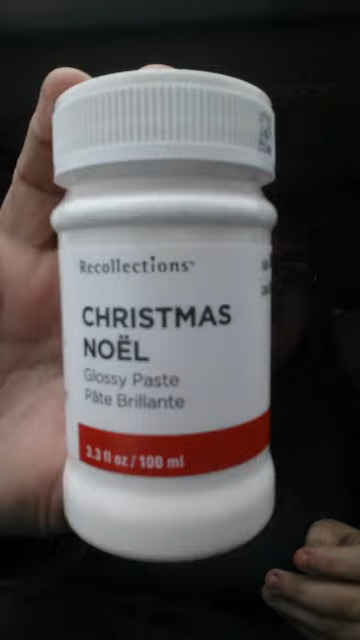 Recollections™
CHRISTMAS
NOËL
Glossy Paste
Pâte Brillante
3.3 fl oz / 100 ml